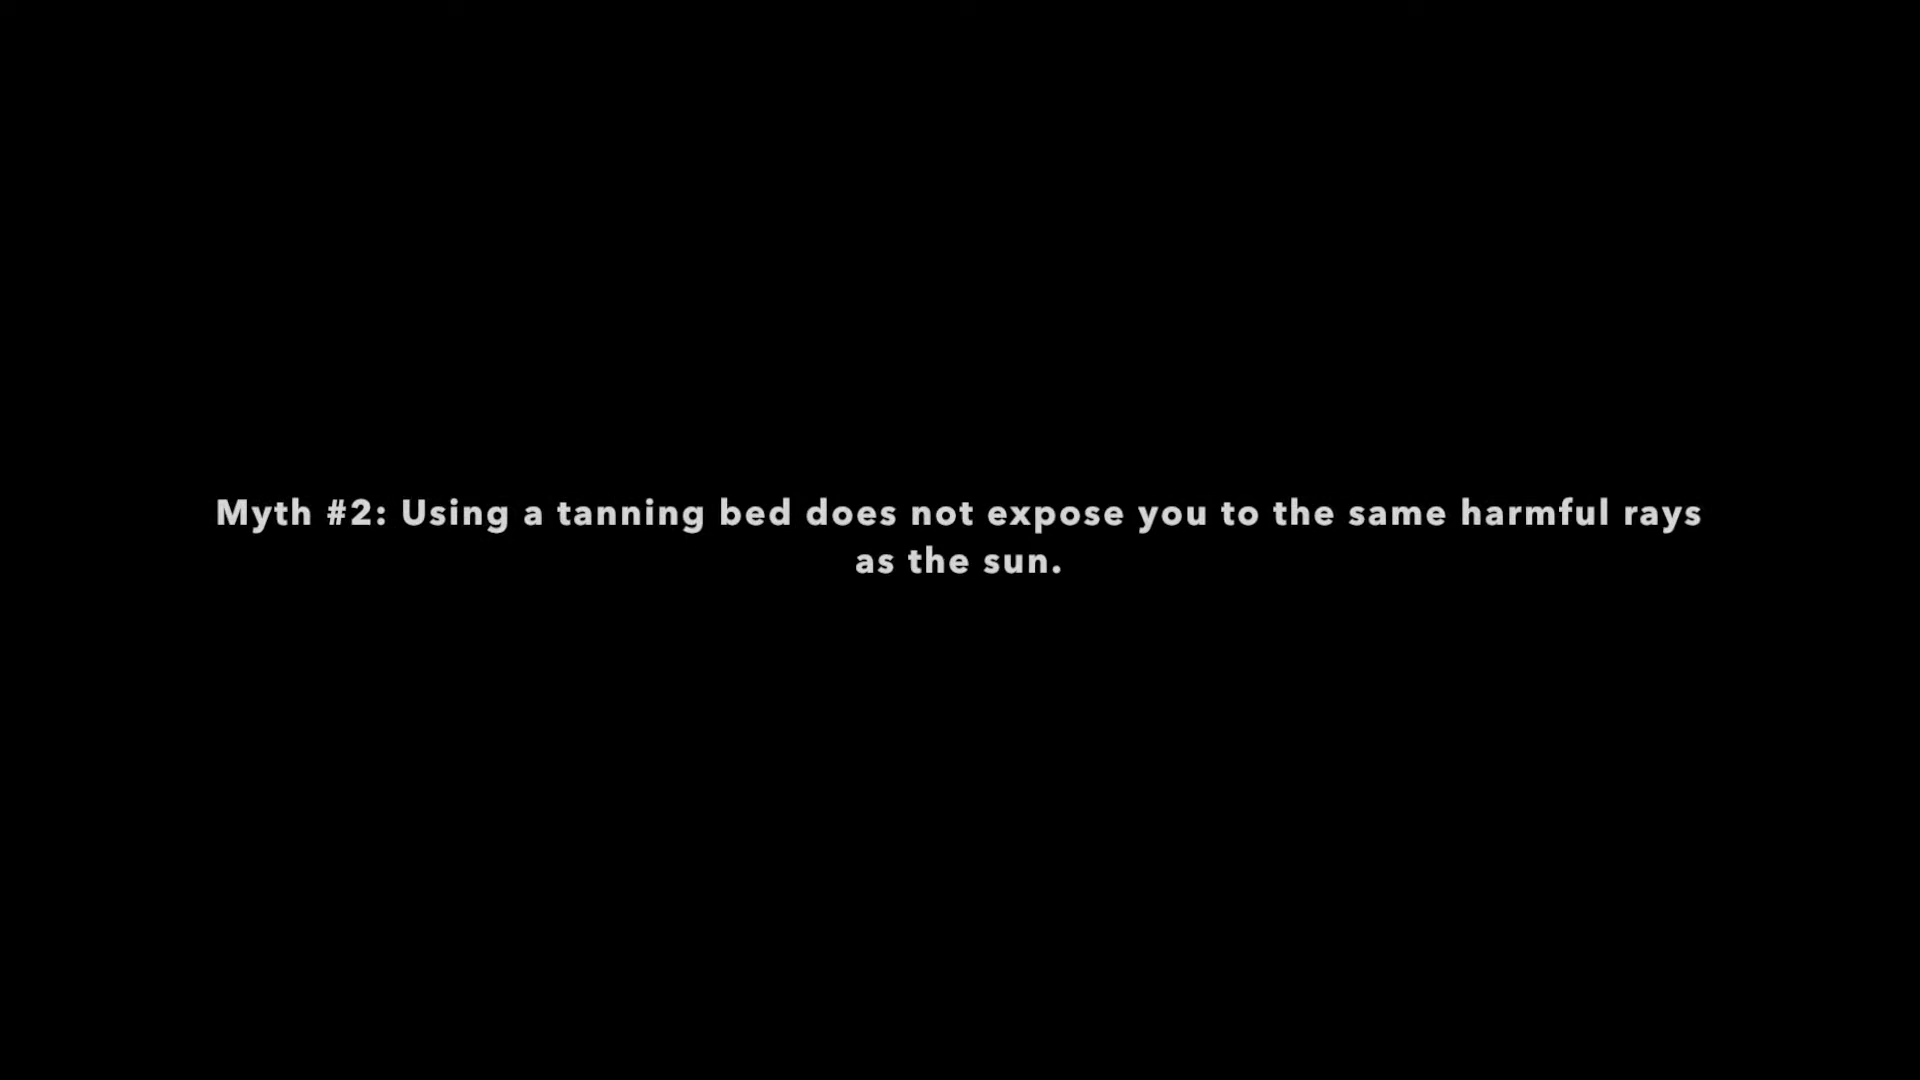 Myth #2: Using a tanning bed does not expose you to the same harmful rays
as the sun.